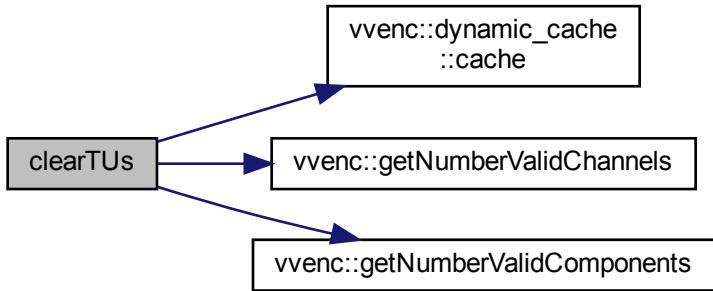 vvenc::dynamic_cache
::cache
clearTUs
vvenc::getNumberValidChannels
vvenc::getNumberValidComponents